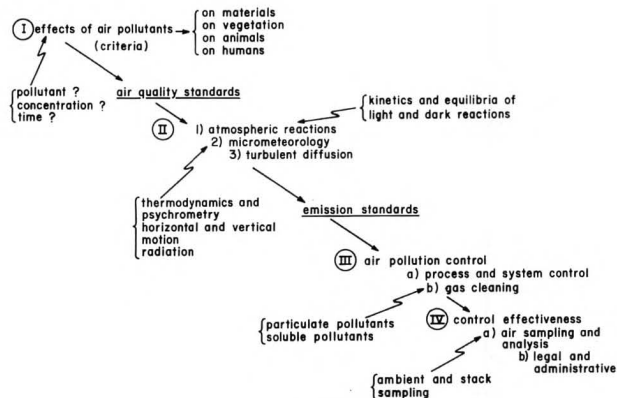 I effects of air pollutants
(criteria)
on materials
on vegetation
on animals
on humans
pollutant ?
concentration ?
time ?
air quality standards
II
1) atmospheric reactions
2) micrometeorology
3) turbulent diffusion
kinetics and equilibria of
light and dark reactions
thermodynamics and
psychrometry
horizontal and vertical
motion
radiation
emission standards
III air pollution control
a) process and system control
b) gas cleaning
particulate pollutants
soluble pollutants
IV control effectiveness
a) air sampling and
analysis
b) legal and
administrative
ambient and stack
sampling